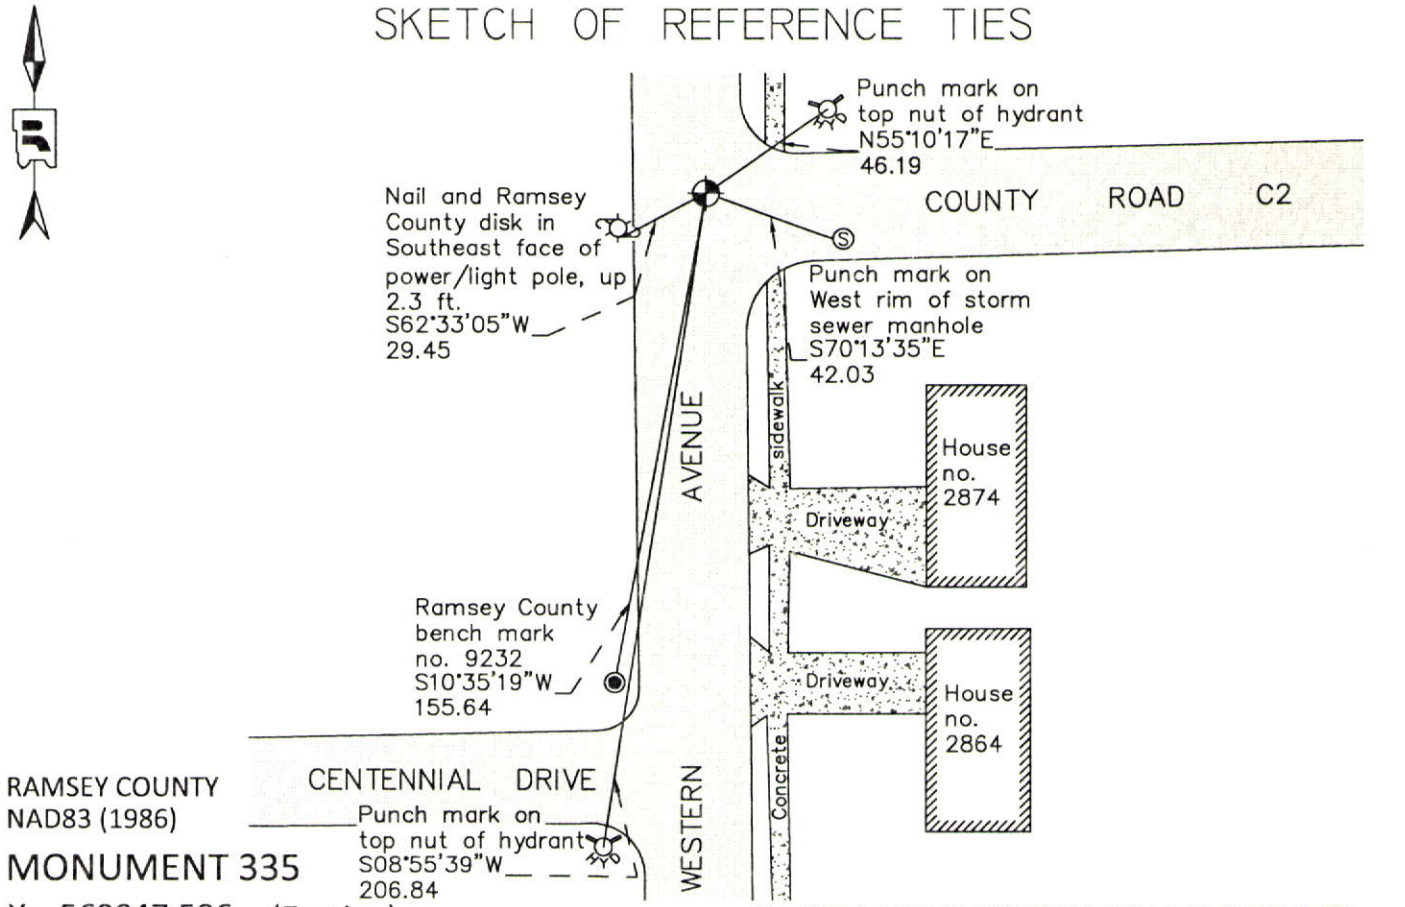 SKETCH OF REFERENCE TIES
Punch mark on
top nut of hydrant
N55°10'17"E
46.19
COUNTY ROAD C2
Nail and Ramsey
County disk in
Southeast face of
power/light pole, up
2.3 ft.
S62°33'05"W
29.45
S
Punch mark on
West rim of storm
sewer manhole
S70°13'35"E
42.03
AVENUE
sidewalk
House
no.
2874
Driveway
Ramsey County
bench mark
no. 9232
S10°35'19"W
155.64
Driveway
House
no.
2864
Concrete
WESTERN
CENTENNIAL DRIVE
Punch mark on
top nut of hydrant
S08°55'39"W
206.84
RAMSEY COUNTY
NAD83 (1986)
MONUMENT 335